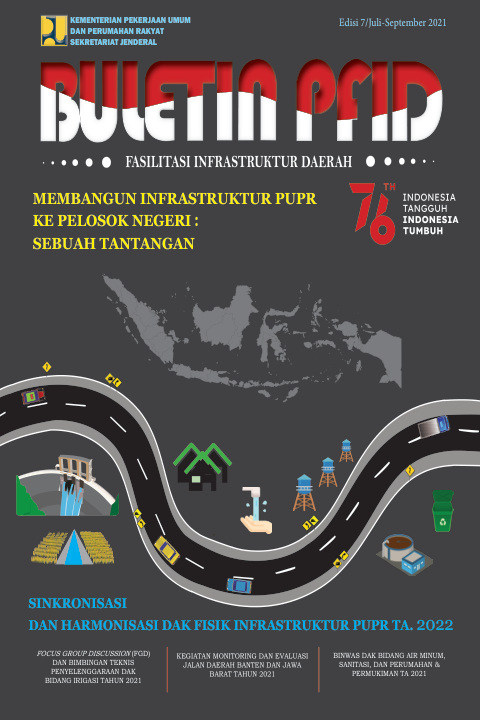 KEMENTERIAN PEKERJAAN UMUM
DAN PERUMAHAN RAKYAT
SEKRETARIAT JENDERAL
Edisi 7/Juli-September 2021
BULETIN PFID
FASILITASI INFRASTRUKTUR DAERAH
MEMBANGUN INFRASTRUKTUR PUPR
KE PELOSOK NEGERI :
SEBUAH TANTANGAN
76TH
INDONESIA
TANGGUH
INDONESIA
TUMBUH
SINKRONISASI
DAN HARMONISASI DAK FISIK INFRASTRUKTUR PUPR TA. 2022
FOCUS GROUP DISCUSSION (FGD)
DAN BIMBINGAN TEKNIS
PENYELENGGARAAN DAK
BIDANG IRIGASI TAHUN 2021
KEGIATAN MONITORING DAN EVALUASI
JALAN DAERAH BANTEN DAN JAWA
BARAT TAHUN 2021
BINWAS DAK BIDANG AIR MINUM,
SANITASI, DAN PERUMAHAN &
PERMUKIMAN TA 2021